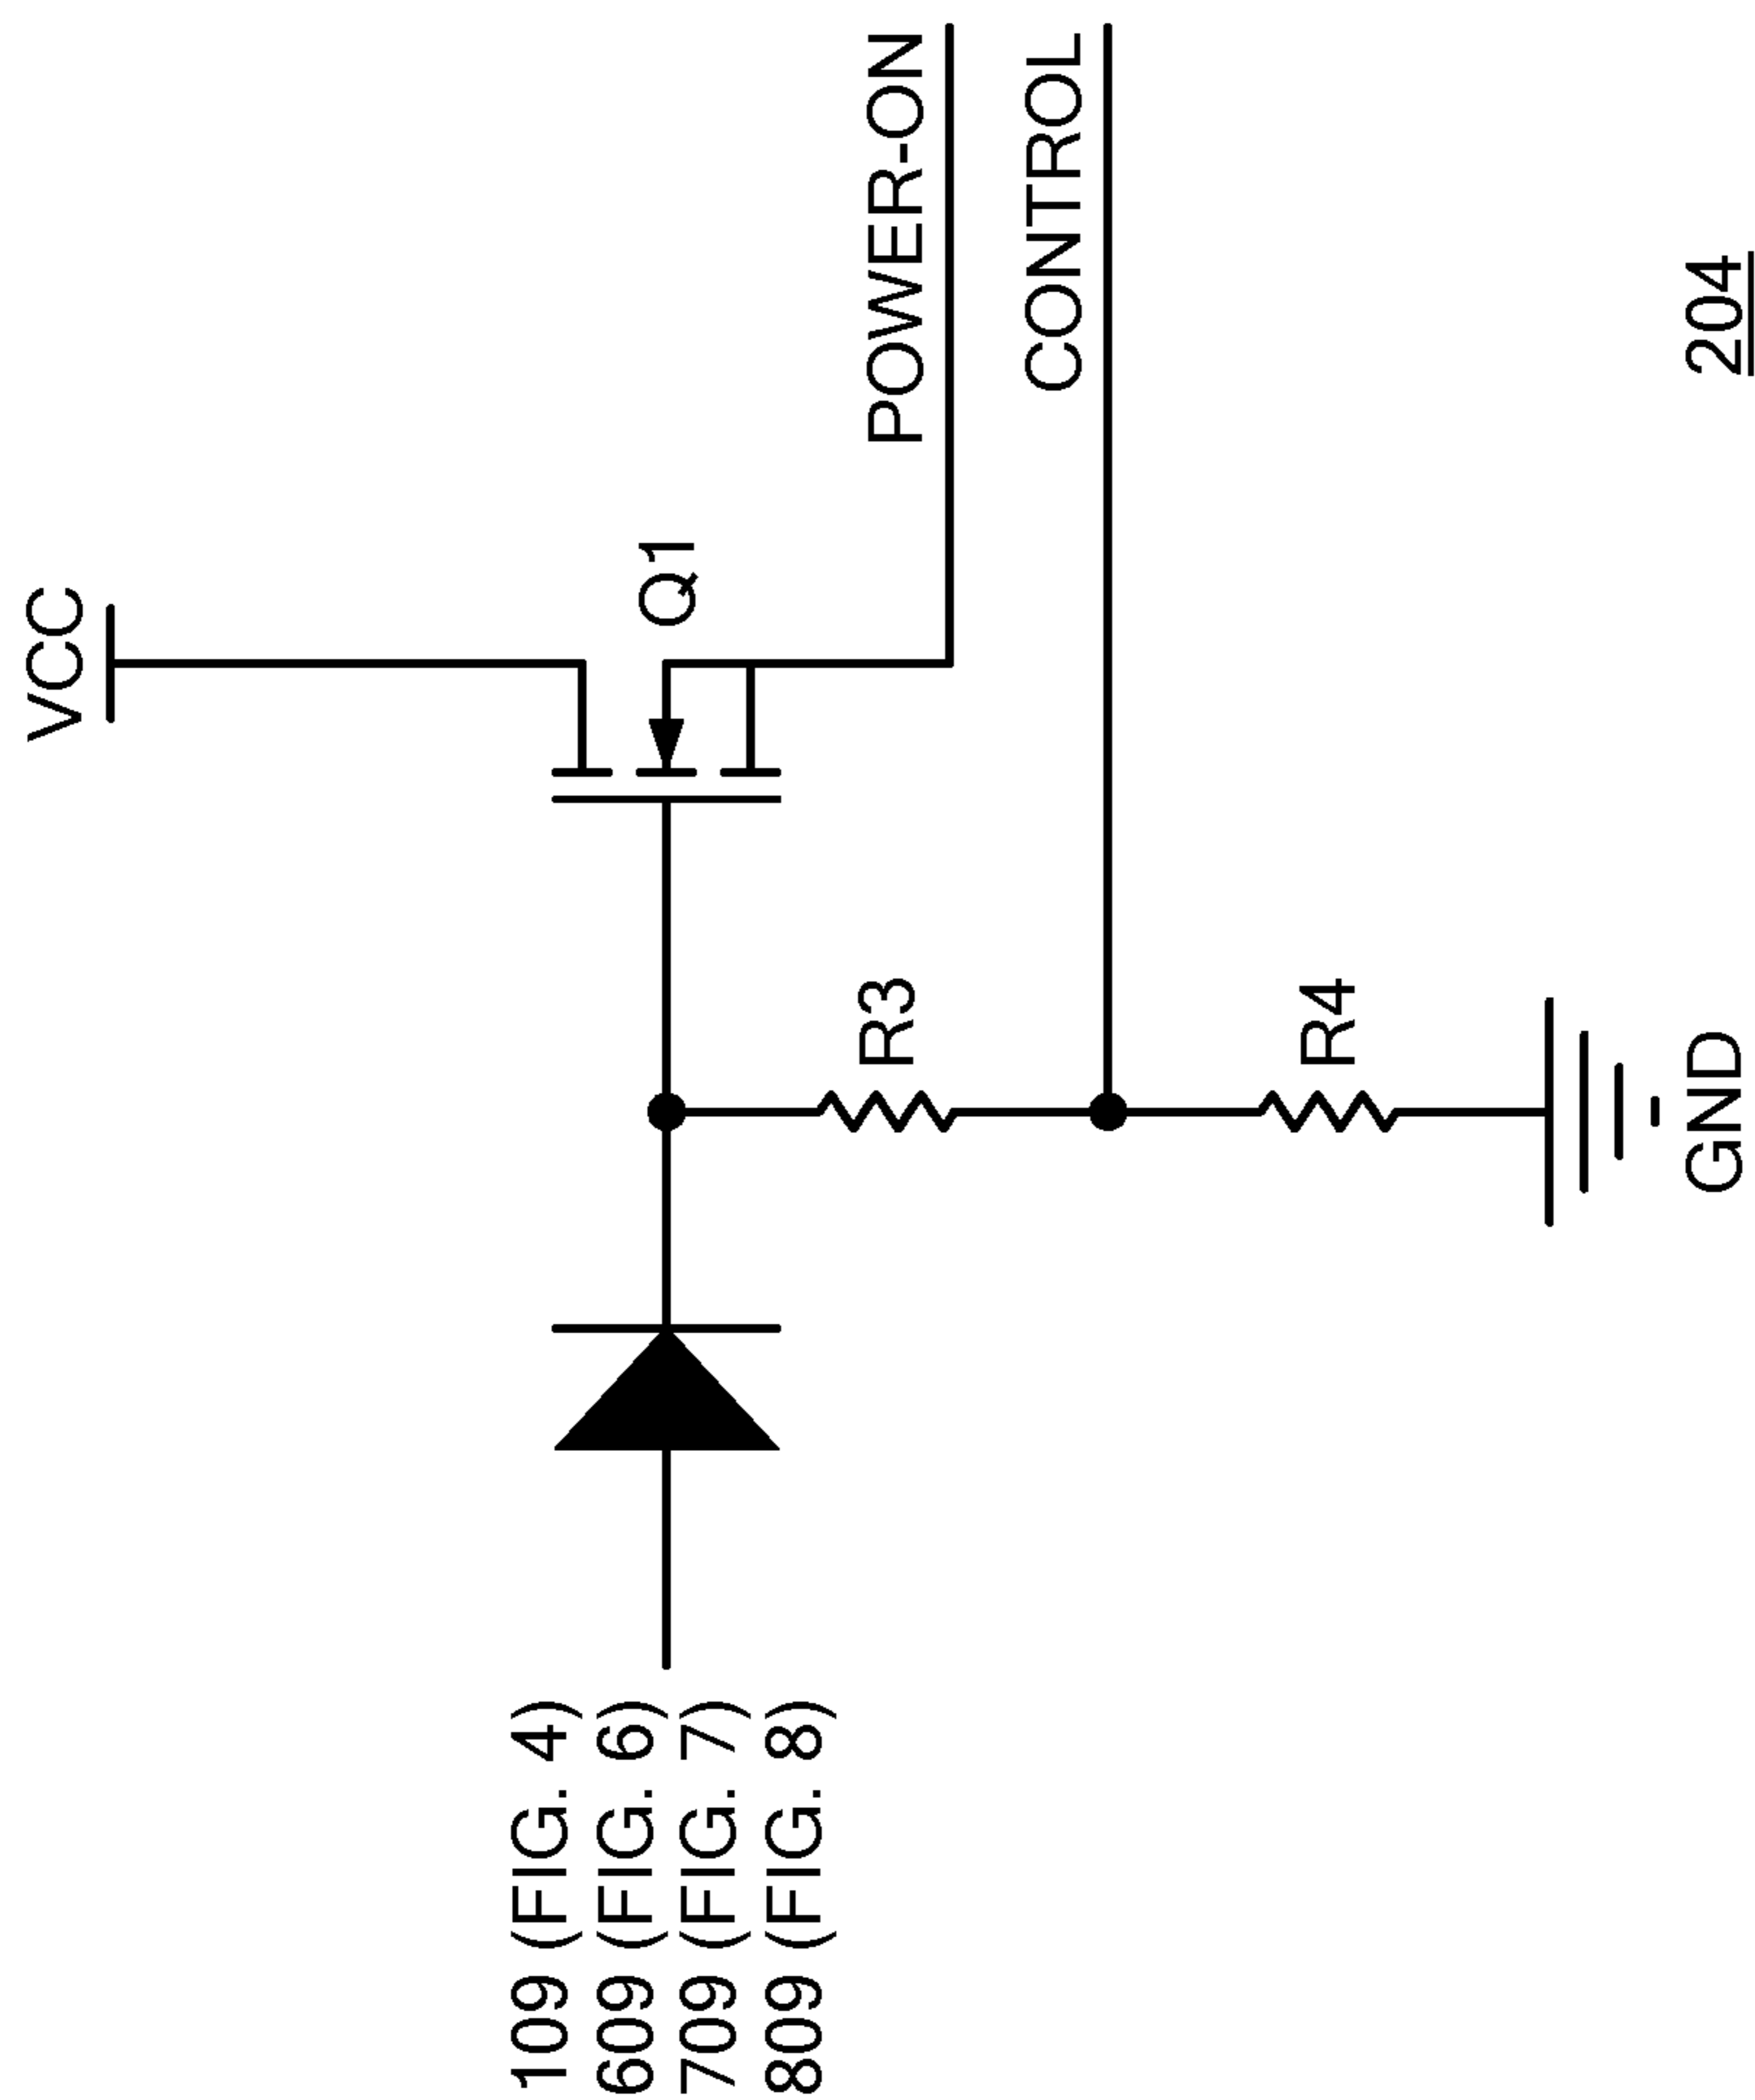 VCC
Q1
POWER-ON
CONTROL
R3
R4
GND
109 (FIG. 4)
609 (FIG. 6)
709 (FIG. 7)
809 (FIG. 8)
204